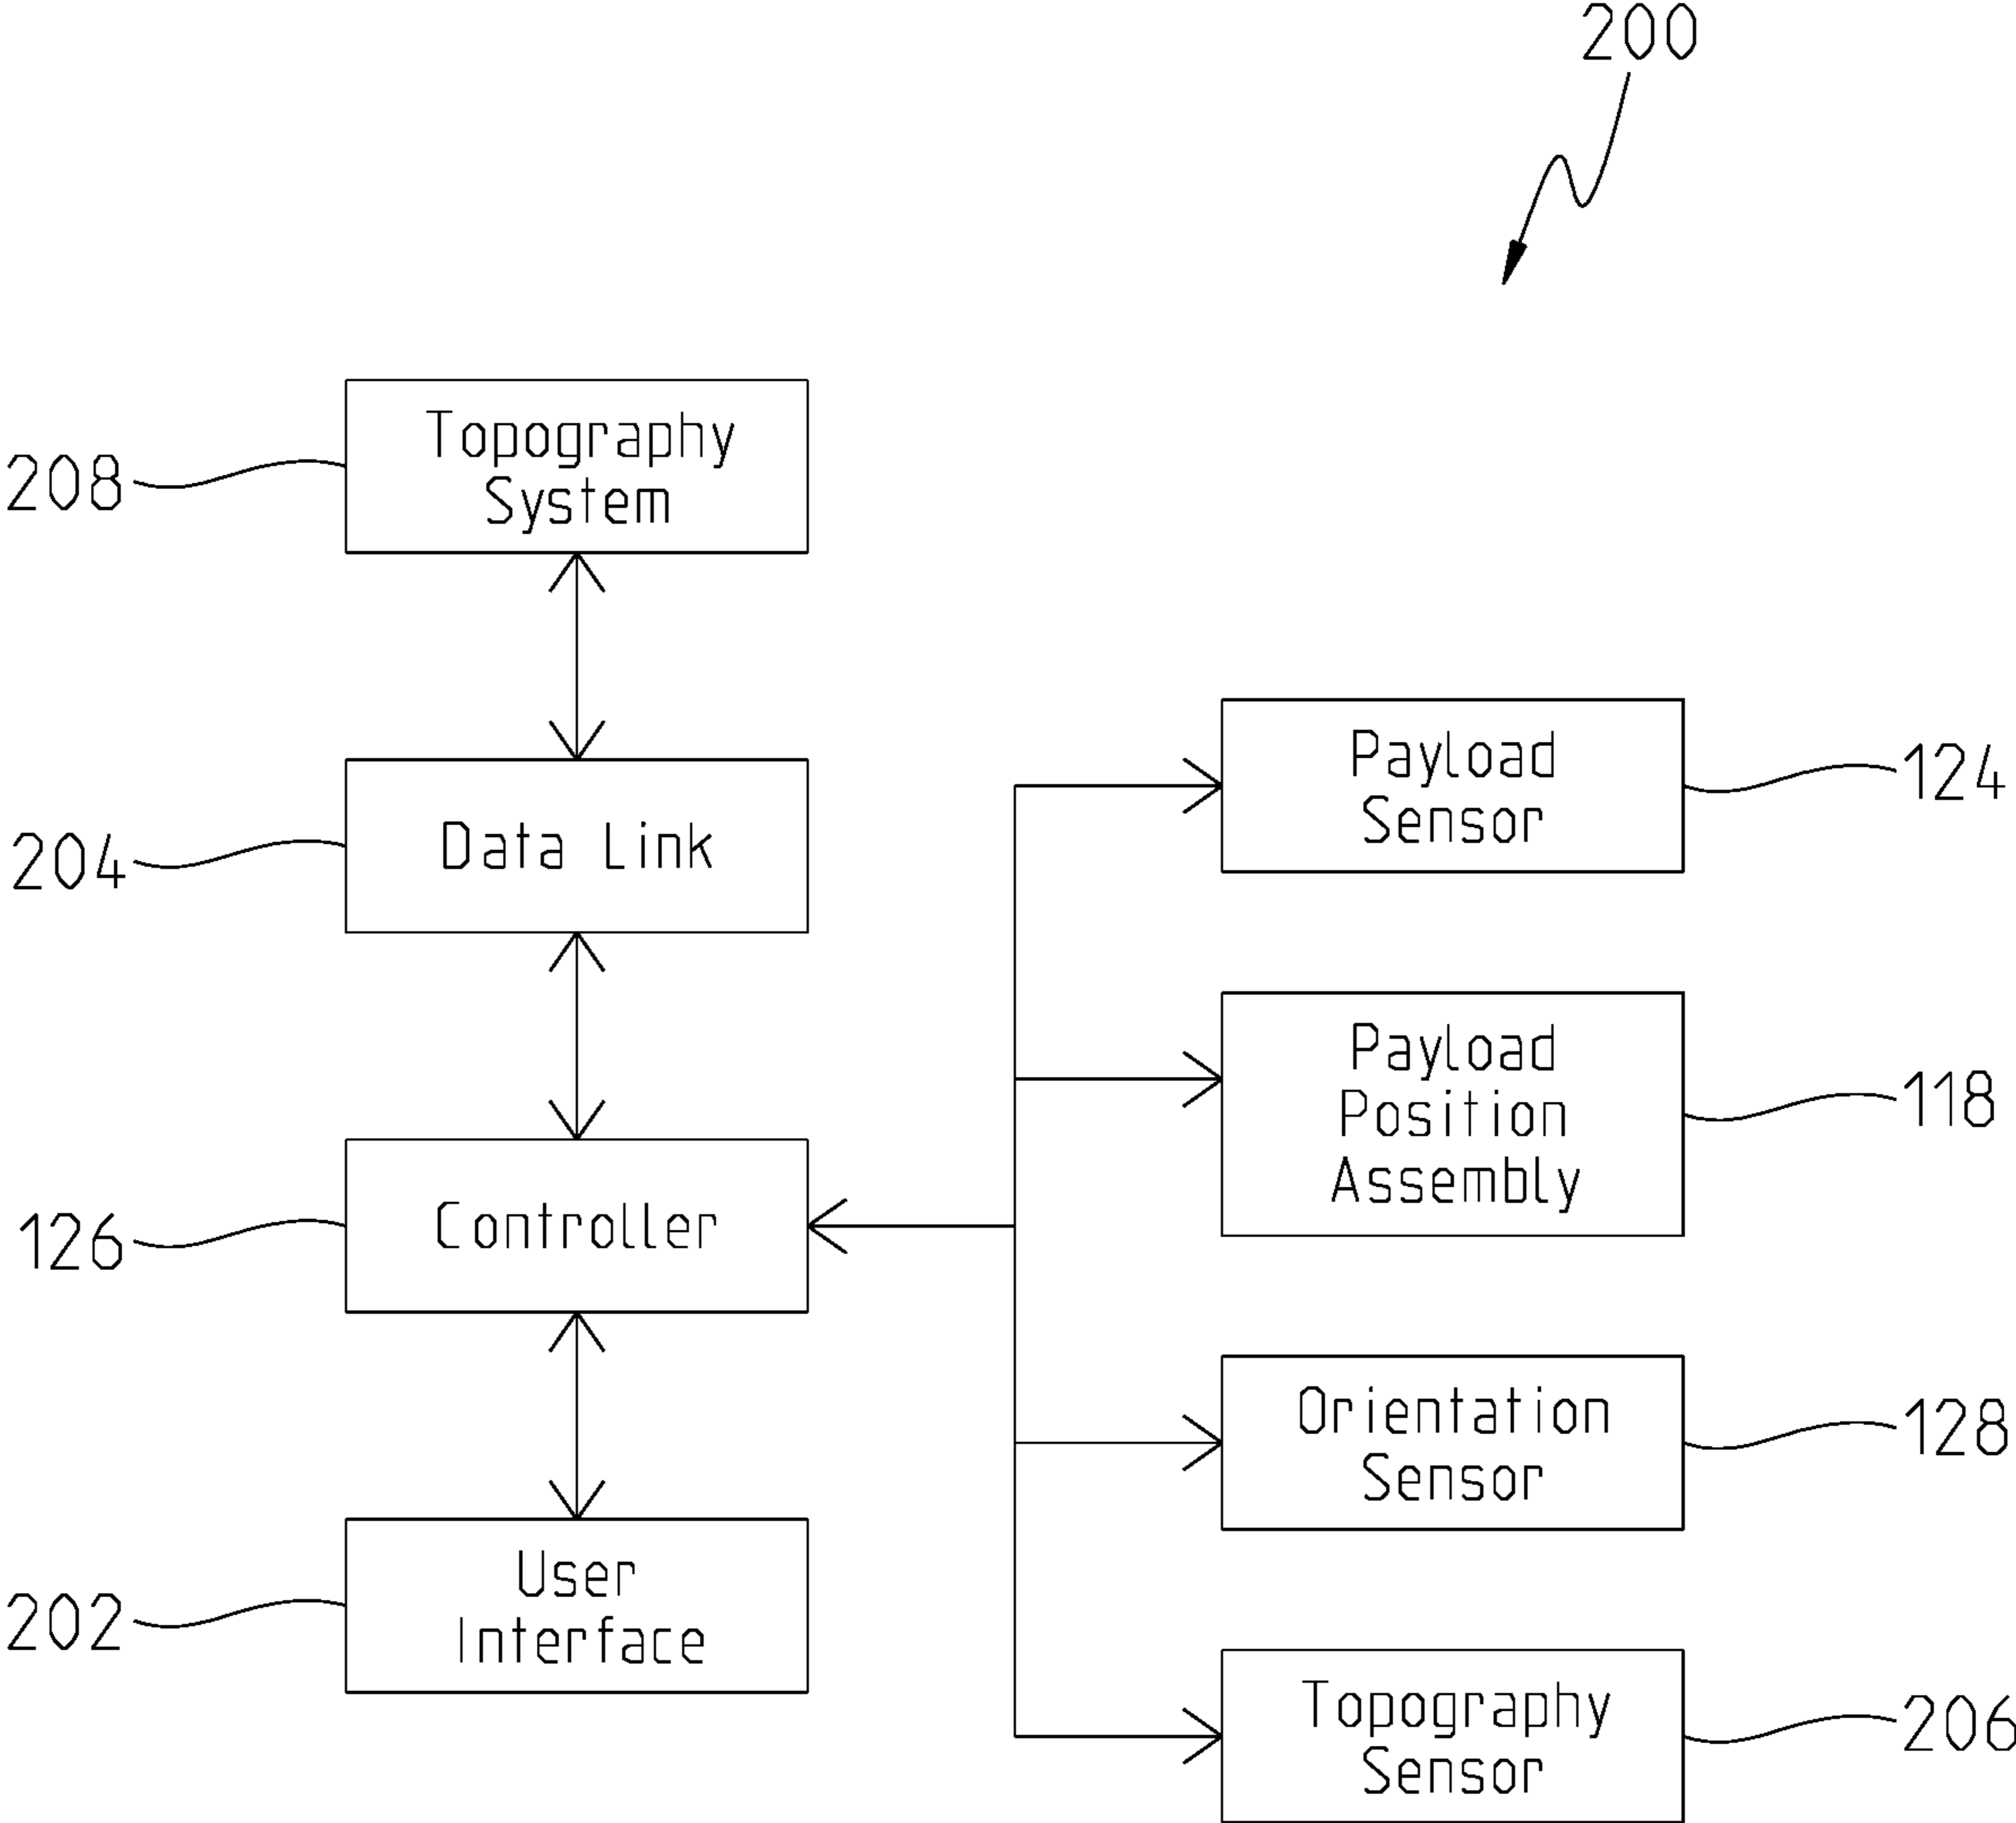 200
Topography
System
208
Data Link
204
Payload
Sensor
124
Payload
Position
Assembly
118
Controller
126
Orientation
Sensor
128
User
Interface
202
Topography
Sensor
206